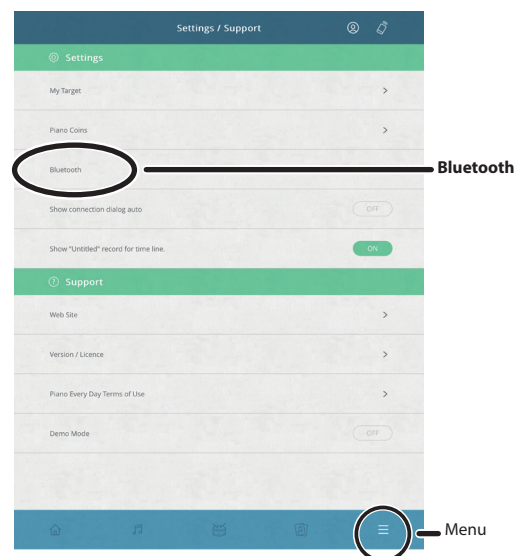 Settings / Support
Settings
My Target
Piano Coins
Bluetooth
Bluetooth
Show connection dialog auto
OFF
Show "Untitled" record for time line.
ON
Support
Web Site
Version / Licence
Piano Every Day Terms of Use
Demo Mode
OFF
Menu